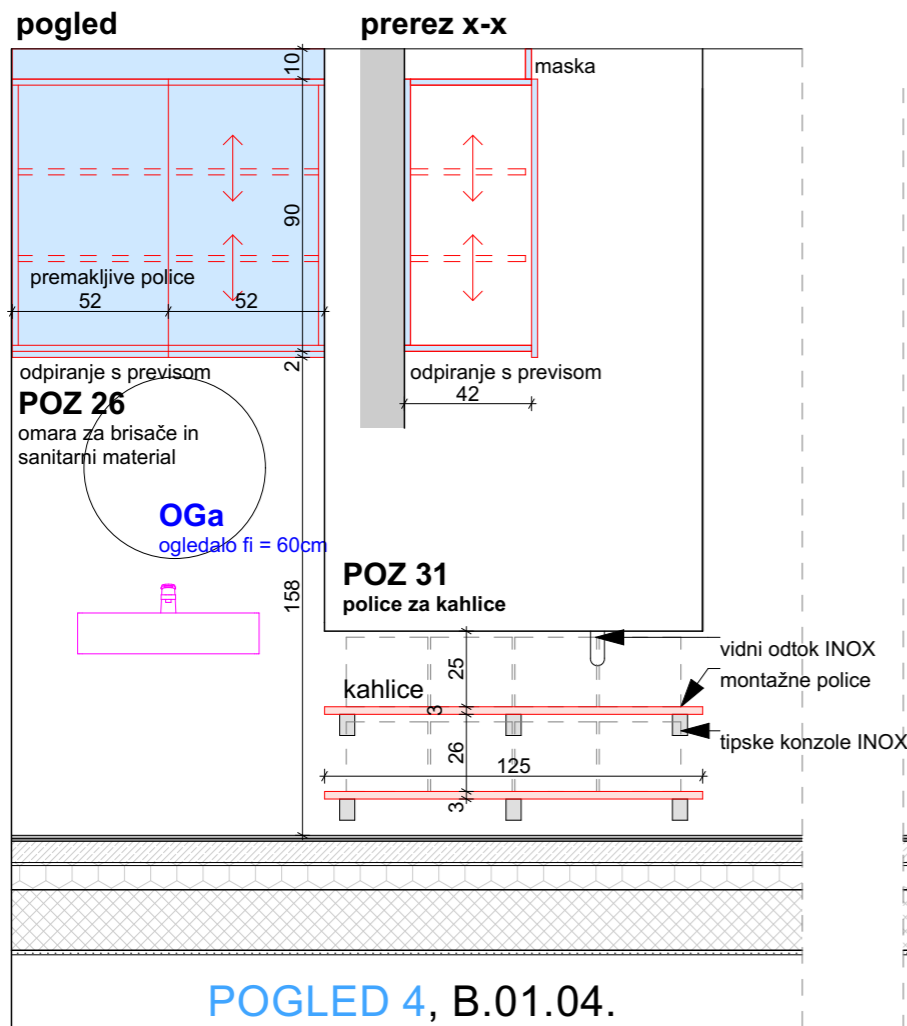 pogled
prerez x-x
10
maska
90
premakljive police
52
52
2
odpiranje s previsom
odpiranje s previsom
42
POZ 26
omara za brisače in
sanitarni material
OGa
ogledalo fi = 60cm
158
POZ 31
police za kahlice
25
vidni odtok INOX
kahlice
3
montažne police
26
tipske konzole INOX
125
3
POGLED 4, B.01.04.